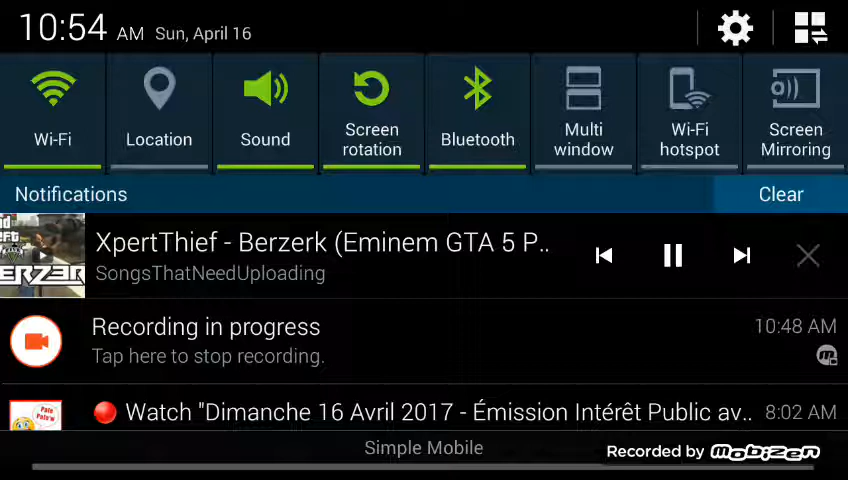 10:54 AM Sun, April 16
Wi-Fi
Location
Sound
Screen
rotation
Bluetooth
Multi
window
Wi-Fi
hotspot
Screen
Mirroring
Notifications
Clear
XpertThief - Berzerk (Eminem GTA 5 P..
SongsThatNeedUploading
Recording in progress
10:48 AM
Tap here to stop recording.
Watch "Dimanche 16 Avril 2017 - Émission Intérêt Public av..
8:02 AM
Simple Mobile
Recorded by mobizen